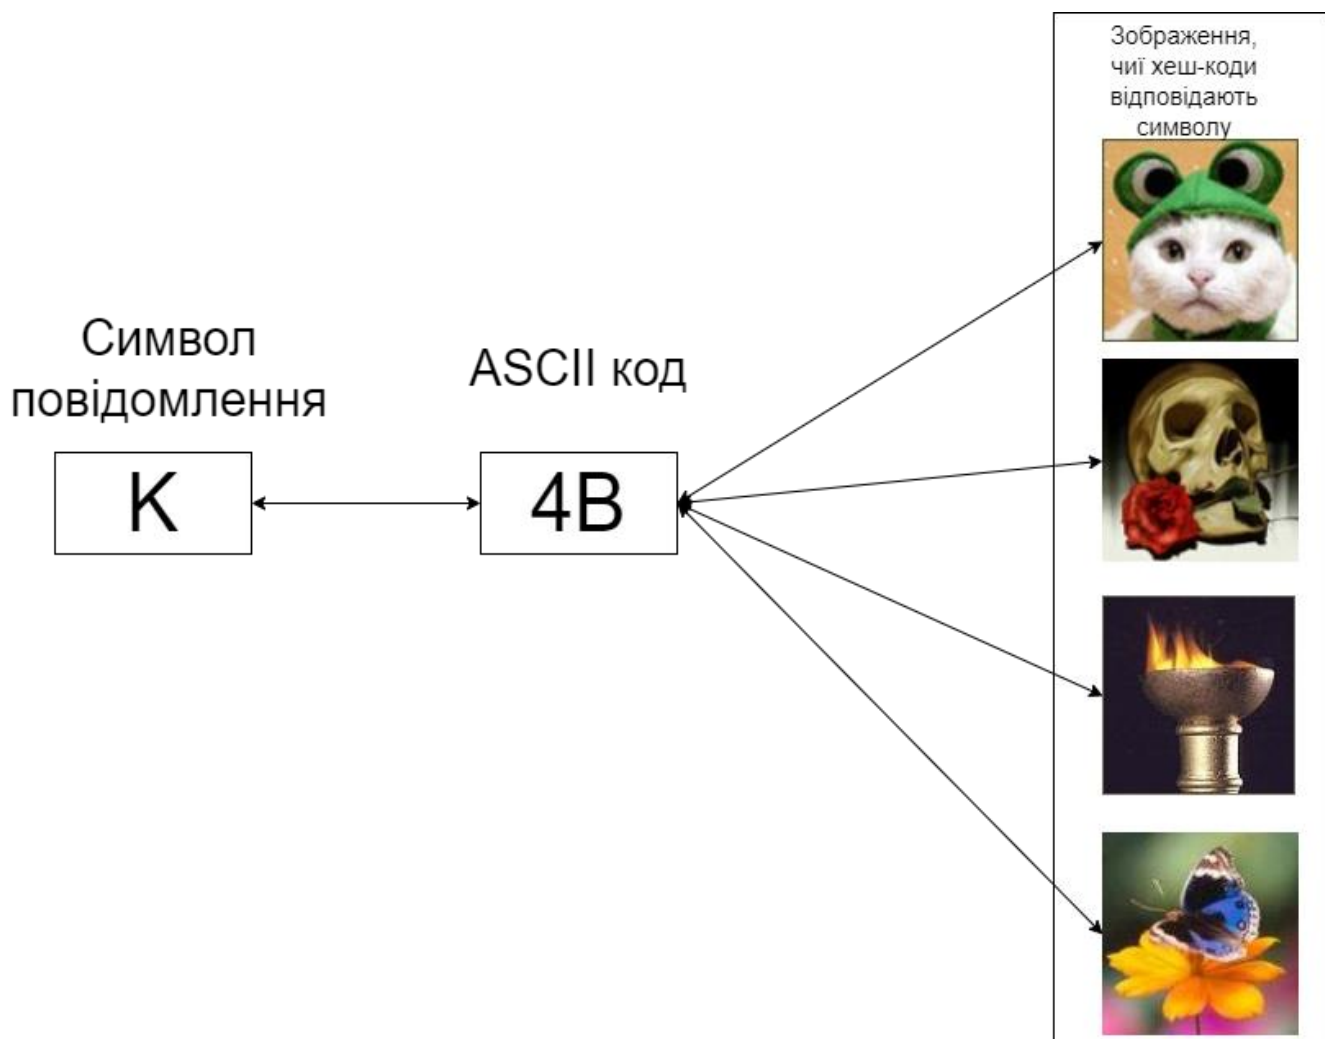 Зображення,
чиї хеш-коди
відповідають
символу
Символ
повідомлення
ASCII код
K
4B